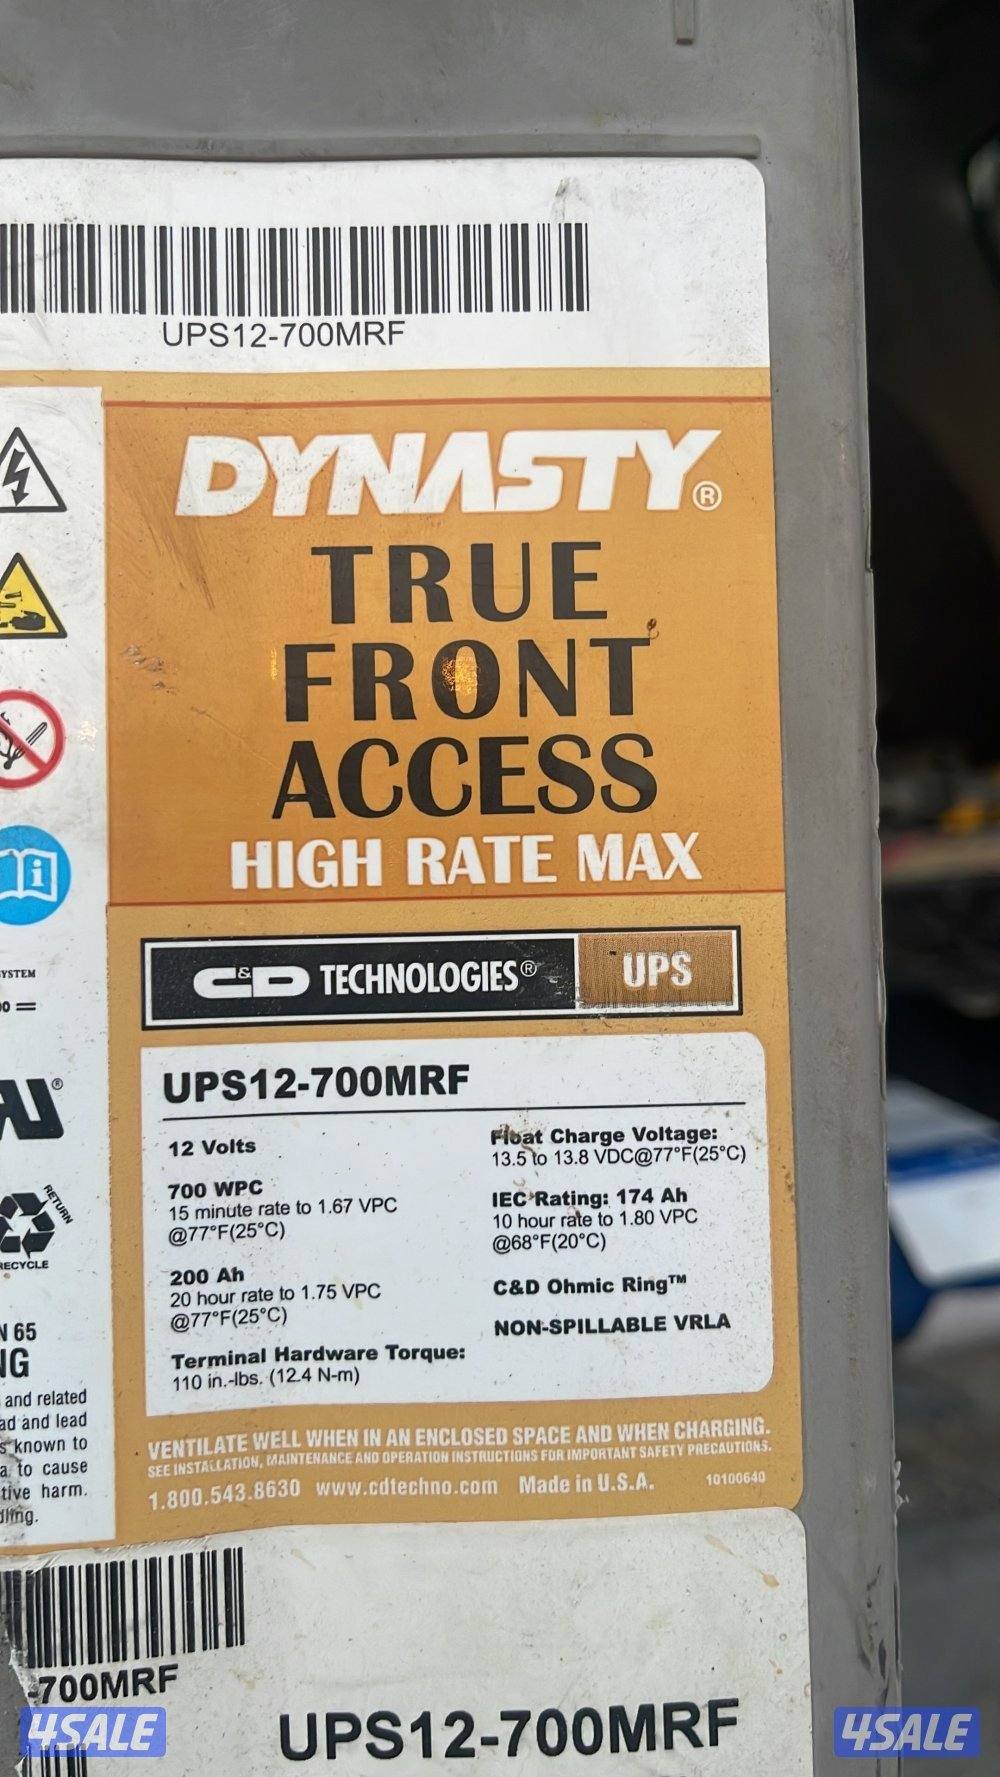 UPS12-700MRF
DYNASTY®
TRUE
FRONT
ACCESS
HIGH RATE MAX
C&D TECHNOLOGIES® UPS
UPS12-700MRF
12 Volts
700 WPC
15 minute rate to 1.67 VPC
@77°F(25°C)
200 Ah
20 hour rate to 1.75 VPC
@77°F(25°C)
Terminal Hardware Torque:
110 in.-lbs. (12.4 N-m)
Float Charge Voltage:
13.5 to 13.8 VDC@77°F(25°C)
IEC Rating: 174 Ah
10 hour rate to 1.80 VPC
@68°F(20°C)
C&D Ohmic Ring™
NON-SPILLABLE VRLA
VENTILATE WELL WHEN IN AN ENCLOSED SPACE AND WHEN CHARGING.
SEE INSTALLATION, MAINTENANCE AND OPERATION INSTRUCTIONS FOR IMPORTANT SAFETY PRECAUTIONS.
1.800.543.8630 www.cdtechno.com Made in U.S.A. 10100640
RETURN
RECYCLE
65
and related
and lead
known to
to cause
harm.
-700MRF
UPS12-700MRF
4SALE
4SALE